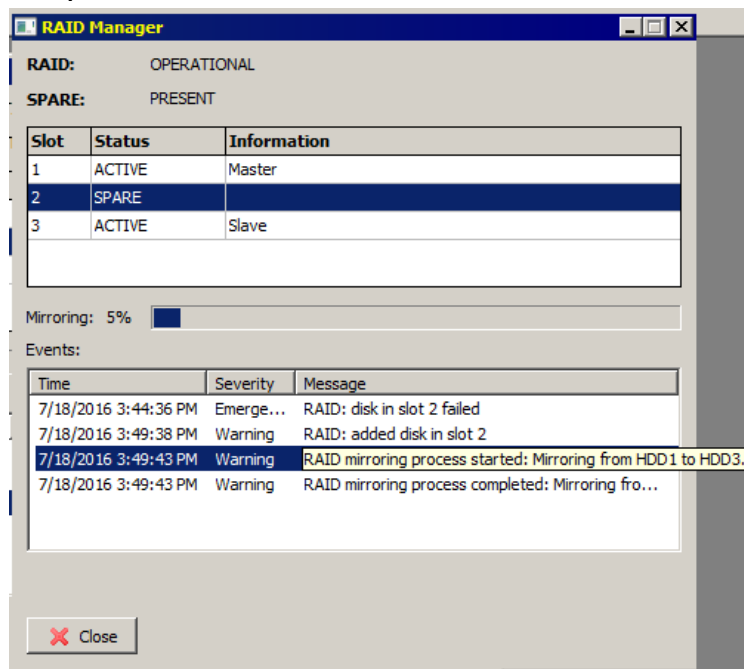 RAID Manager
RAID: OPERATIONAL
SPARE: PRESENT
Slot Status Information
1 ACTIVE Master
2 SPARE
3 ACTIVE Slave
Mirroring: 5%
Events:
Time Severity Message
7/18/2016 3:44:36 PM Emerge... RAID: disk in slot 2 failed
7/18/2016 3:49:38 PM Warning RAID: added disk in slot 2
7/18/2016 3:49:43 PM Warning RAID mirroring process started: Mirroring from HDD1 to HDD3.
7/18/2016 3:49:43 PM Warning RAID mirroring process completed: Mirroring fro...
Close